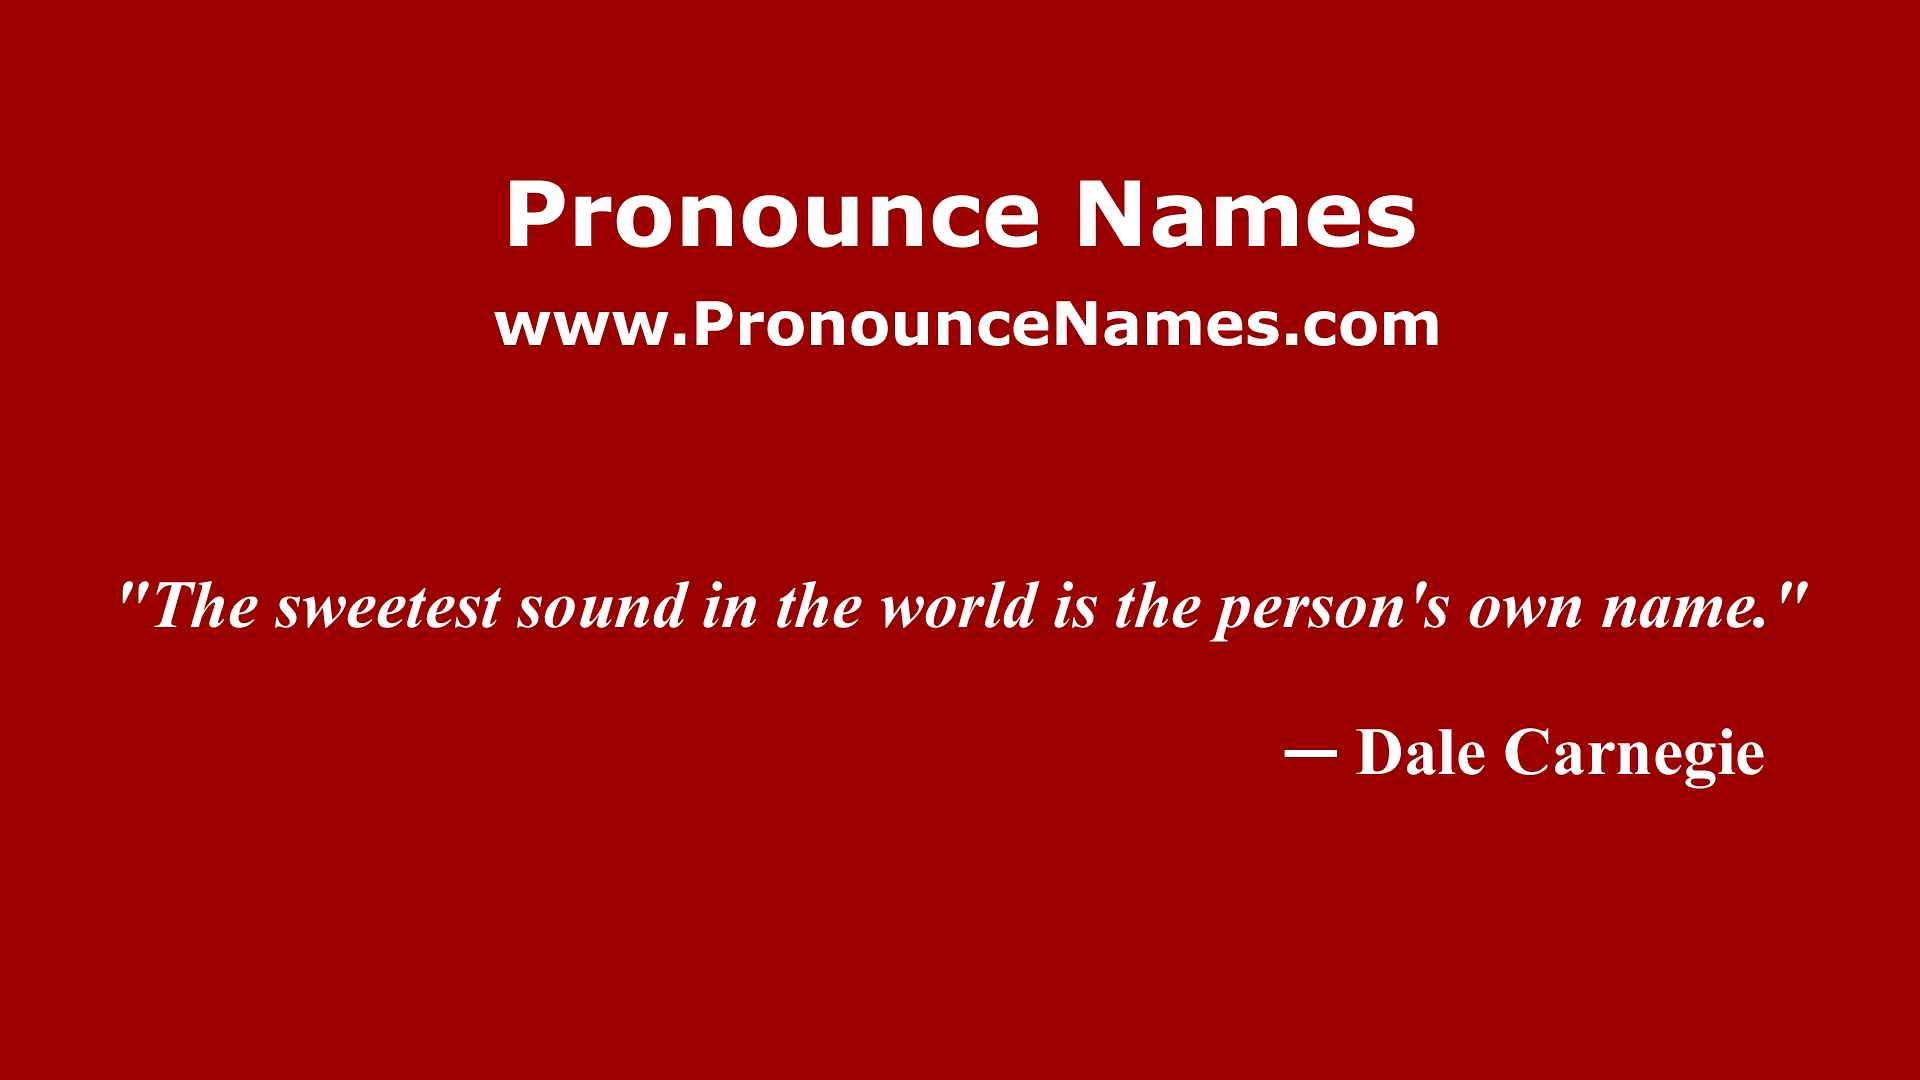 Pronounce Names
www.PronounceNames.com
"The sweetest sound in the world is the person's own name."
— Dale Carnegie